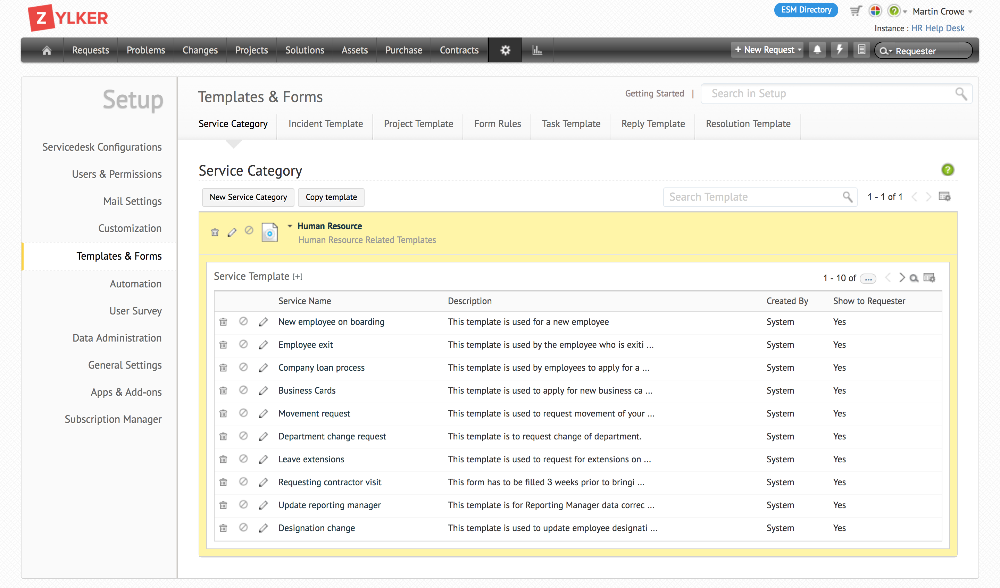 ZYLKER
ESM Directory
Martin Crowe
Instance : HR Help Desk
Requests Problems Changes Projects Solutions Assets Purchase Contracts + New Request Requester
Setup
Servicedesk Configurations
Users & Permissions
Mail Settings
Customization
Templates & Forms
Automation
User Survey
Data Administration
General Settings
Apps & Add-ons
Subscription Manager
Templates & Forms
Getting Started | Search in Setup
Service Category Incident Template Project Template Form Rules Task Template Reply Template Resolution Template
Service Category
New Service Category Copy template Search Template 1 - 1 of 1
Human Resource
Human Resource Related Templates
Service Template [+] 1 - 10 of ...
Service Name Description Created By Show to Requester
New employee on boarding This template is used for a new employee System Yes
Employee exit This template is used by the employee who is exiti ... System Yes
Company loan process This template is used by employees to apply for a ... System Yes
Business Cards This template is used to apply for new business ca ... System Yes
Movement request This template is used to request movement of your ... System Yes
Department change request This template is to request change of department. System Yes
Leave extensions This template is used to request for extensions on ... System Yes
Requesting contractor visit This form has to be filled 3 weeks prior to bringi ... System Yes
Update reporting manager This template is for Reporting Manager data correc ... System Yes
Designation change This template is used to update employee designati ... System Yes